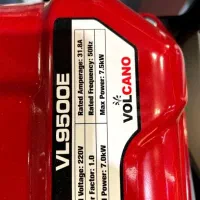 VOLCANO
VL9500E
Rated Amperage: 31.8A
Rated Frequency: 50Hz
Max Power: 7.5kW
Voltage: 220V
Factor: 1.0
Power: 7.0kW